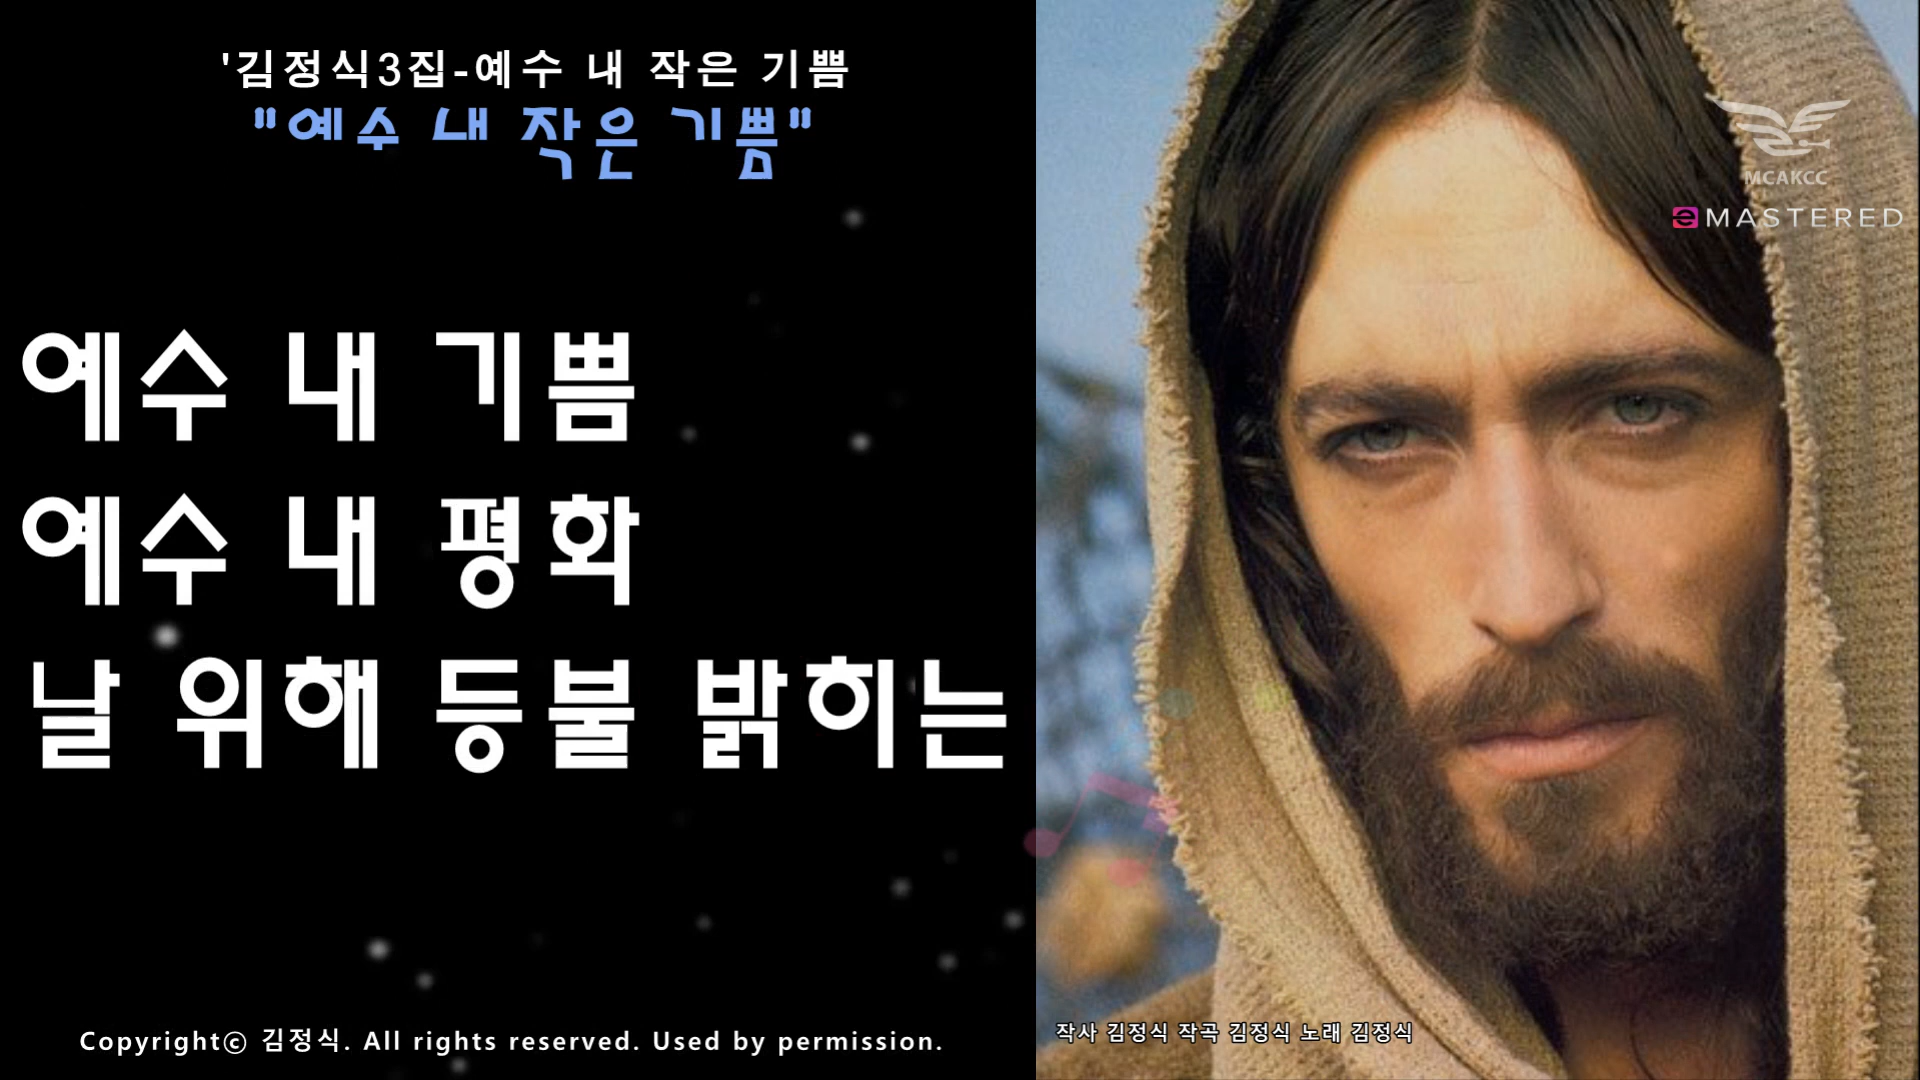 '김정식3집-예수 내 작은 기쁨
"예수 내 작은 기쁨"
예수 내 기쁨
예수 내 평화
날 위해 등불 밝히는
Copyright© 김정식. All rights reserved. Used by permission.
MCAKCC
e MASTERED
작사 김정식 작곡 김정식 노래 김정식